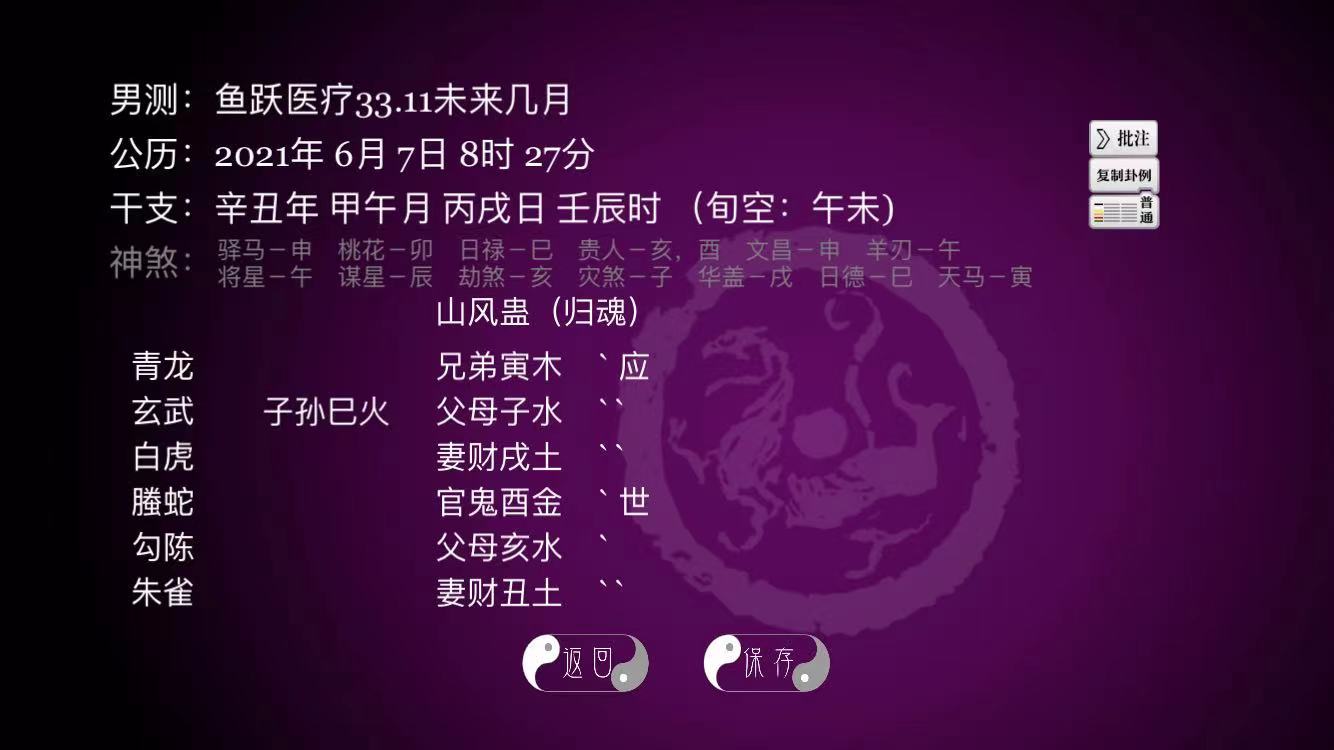 男测：鱼跃医疗33.11未来几月
公历：2021年 6月 7日 8时 27分
干支：辛丑年 甲午月 丙戌日 壬辰时 （旬空：午未）
神煞：驿马－申 桃花－卯 日禄－巳 贵人－亥，酉 文昌－申 羊刃－午
将星－午 谋星－辰 劫煞－亥 灾煞－子 华盖－戌 日德－巳 天马－寅
山风蛊（归魂）
青龙 兄弟寅木 ` 应
玄武 子孙巳火 父母子水 ``
白虎 妻财戌土 ``
螣蛇 官鬼酉金 ` 世
勾陈 父母亥水 `
朱雀 妻财丑土 ``
批注
复制卦例
普通
返回 保存